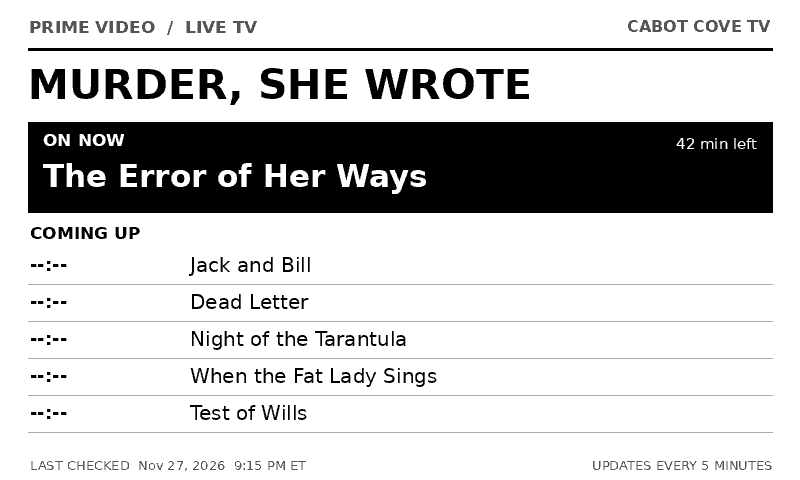 PRIME VIDEO / LIVE TV
CABOT COVE TV
MURDER, SHE WROTE
ON NOW
42 min left
The Error of Her Ways
COMING UP
--:-- Jack and Bill
--:-- Dead Letter
--:-- Night of the Tarantula
--:-- When the Fat Lady Sings
--:-- Test of Wills
LAST CHECKED Nov 27, 2026 9:15 PM ET
UPDATES EVERY 5 MINUTES